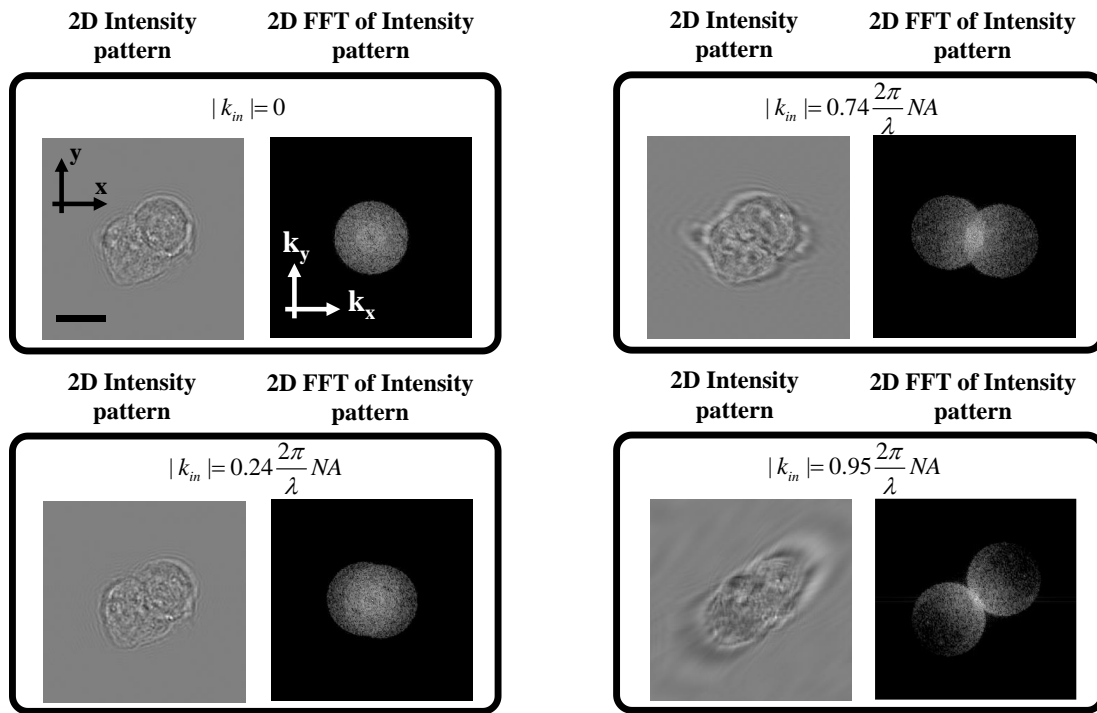 2D Intensity pattern
2D FFT of Intensity pattern
|k_in|=0
y
x
k_y
k_x
2D Intensity pattern
2D FFT of Intensity pattern
|k_in|=0.74 2π/λ NA
2D Intensity pattern
2D FFT of Intensity pattern
|k_in|=0.24 2π/λ NA
2D Intensity pattern
2D FFT of Intensity pattern
|k_in|=0.95 2π/λ NA